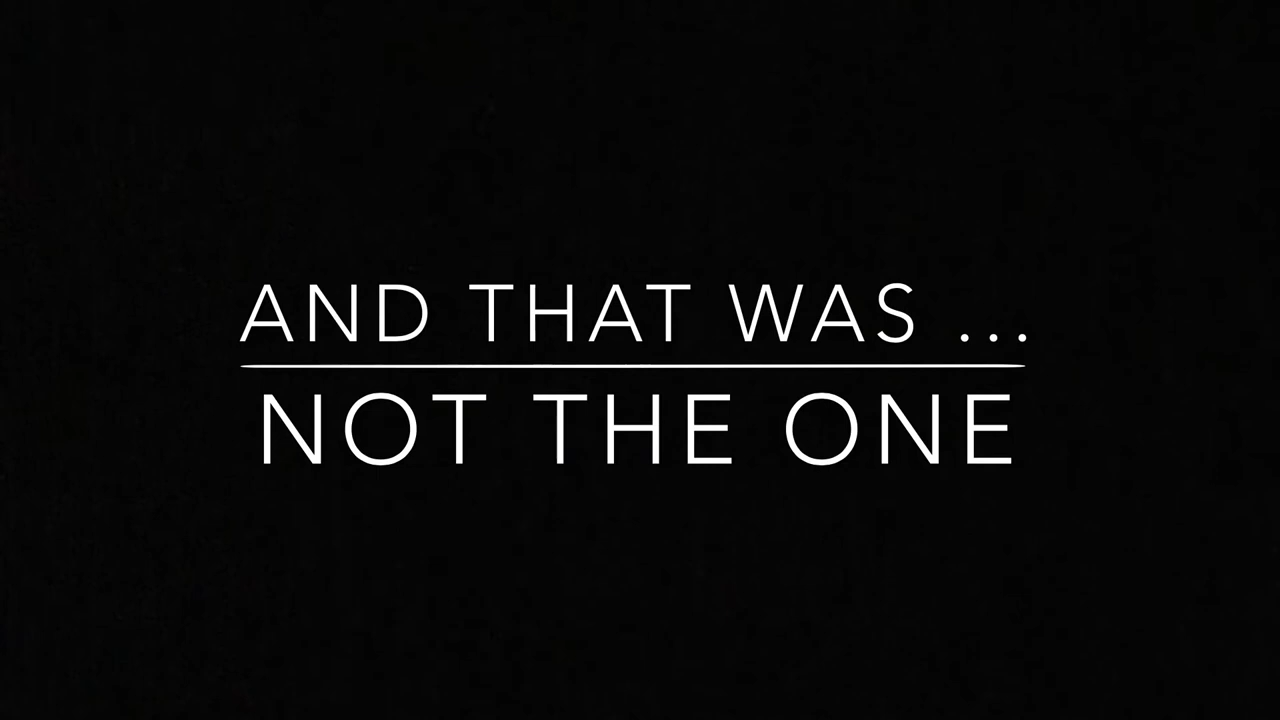 AND THAT WAS ...
NOT THE ONE